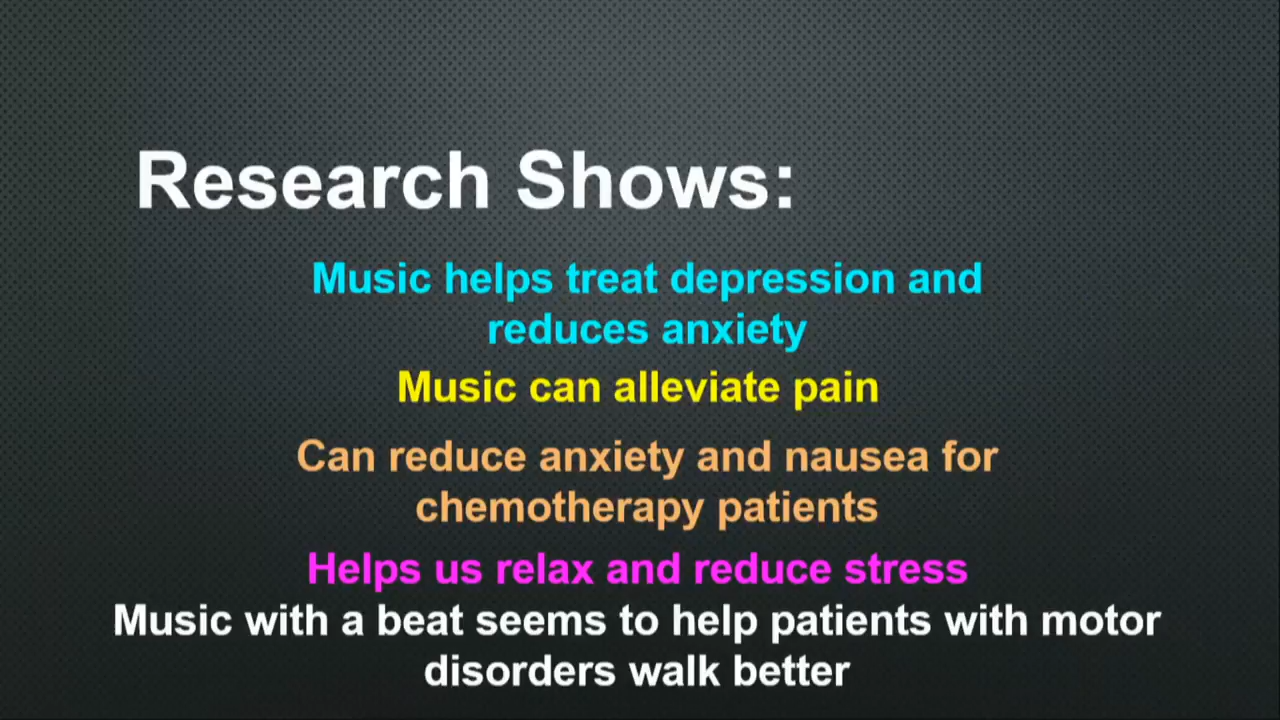 Research Shows:
Music helps treat depression and
reduces anxiety
Music can alleviate pain
Can reduce anxiety and nausea for
chemotherapy patients
Helps us relax and reduce stress
Music with a beat seems to help patients with motor
disorders walk better